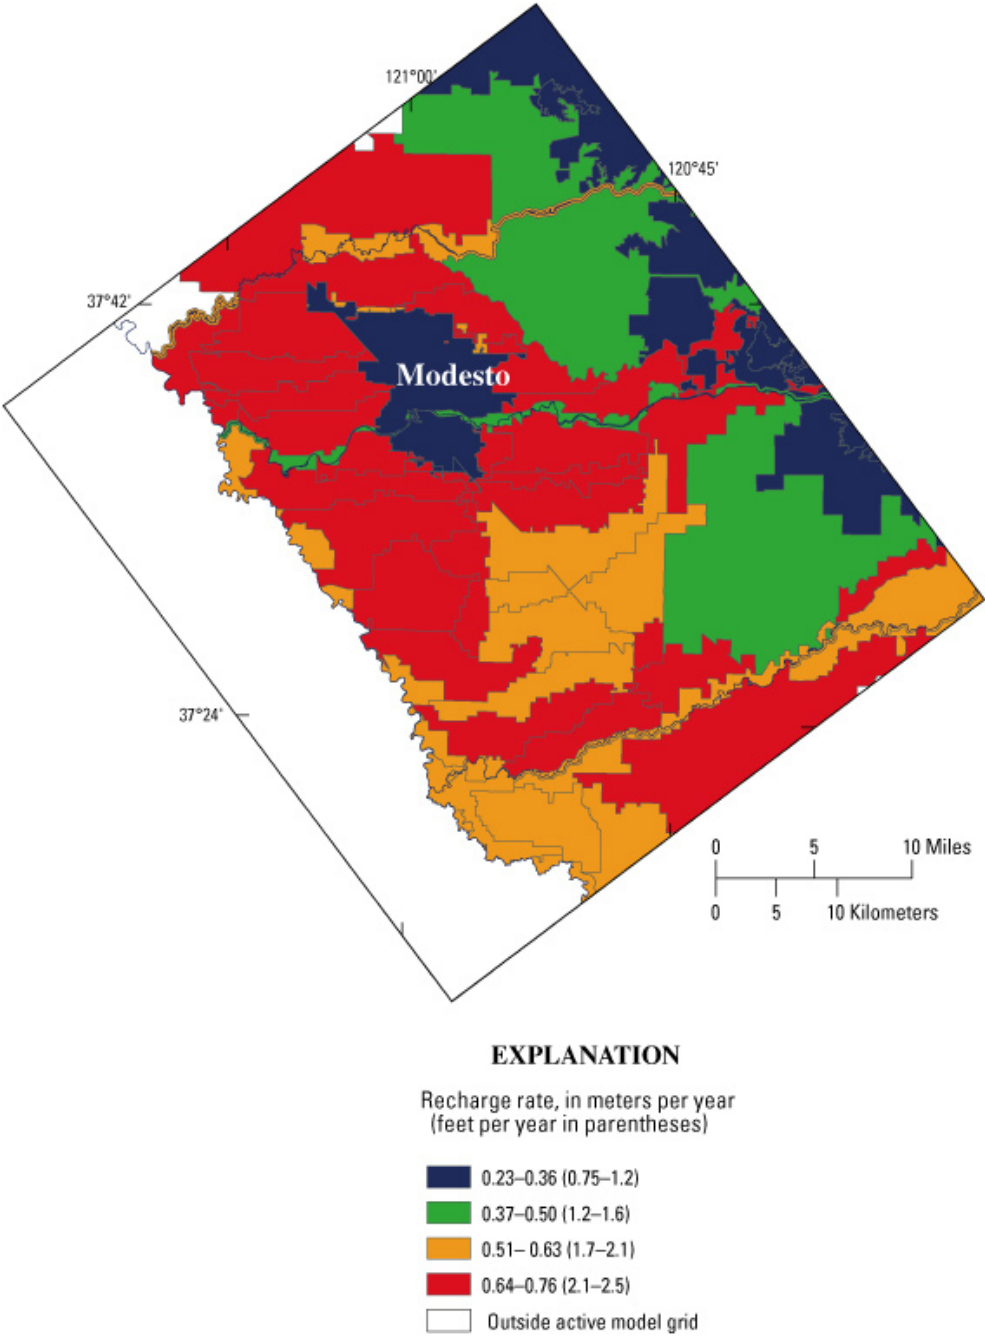 121°00'
120°45'
37°42'
Modesto
37°24'
0 5 10 Miles
0 5 10 Kilometers
EXPLANATION
Recharge rate, in meters per year
(feet per year in parentheses)
0.23–0.36 (0.75–1.2)
0.37–0.50 (1.2–1.6)
0.51– 0.63 (1.7–2.1)
0.64–0.76 (2.1–2.5)
Outside active model grid